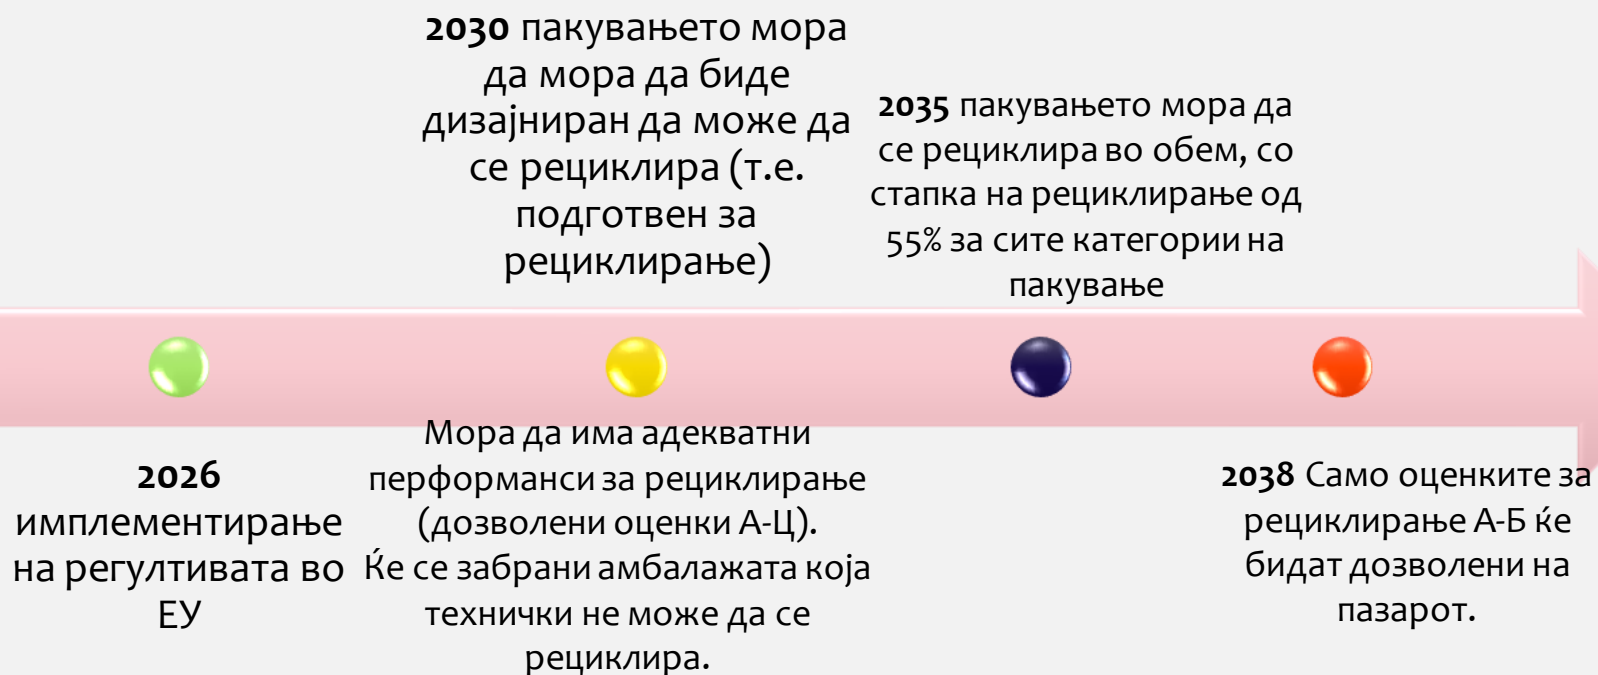 2030 пакувањето мора
да мора да биде
дизајниран да може да
се рециклира (т.е.
подготвен за
рециклирање)
2035 пакувањето мора да
се рециклира во обем, со
стапка на рециклирање од
55% за сите категории на
пакување
2026
имплементирање
на регултивата во
ЕУ
Мора да има адекватни
перформанси за рециклирање
(дозволени оценки А-Ц).
Ќе се забрани амбалажата која
технички не може да се
рециклира.
2038 Само оценките за
рециклирање А-Б ќе
бидат дозволени на
пазарот.